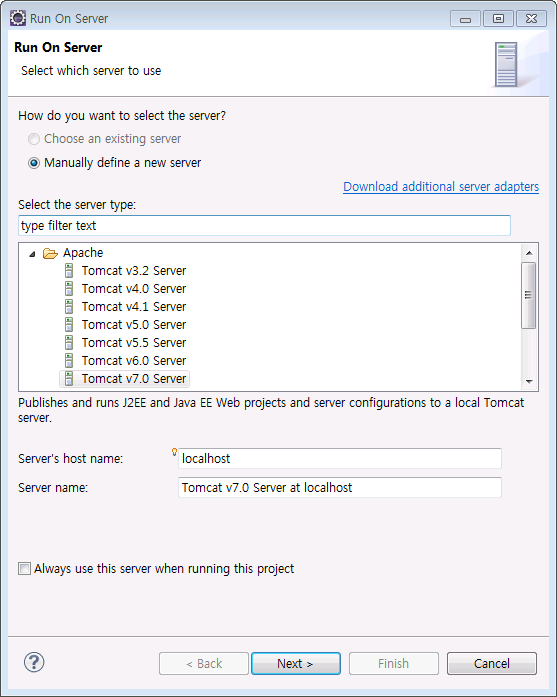 Run On Server
Run On Server
Select which server to use
How do you want to select the server?
Choose an existing server
Manually define a new server
Download additional server adapters
Select the server type:
type filter text
Apache
Tomcat v3.2 Server
Tomcat v4.0 Server
Tomcat v4.1 Server
Tomcat v5.0 Server
Tomcat v5.5 Server
Tomcat v6.0 Server
Tomcat v7.0 Server
Publishes and runs J2EE and Java EE Web projects and server configurations to a local Tomcat
server.
Server's host name:
localhost
Server name:
Tomcat v7.0 Server at localhost
Always use this server when running this project
?
< Back
Next >
Finish
Cancel